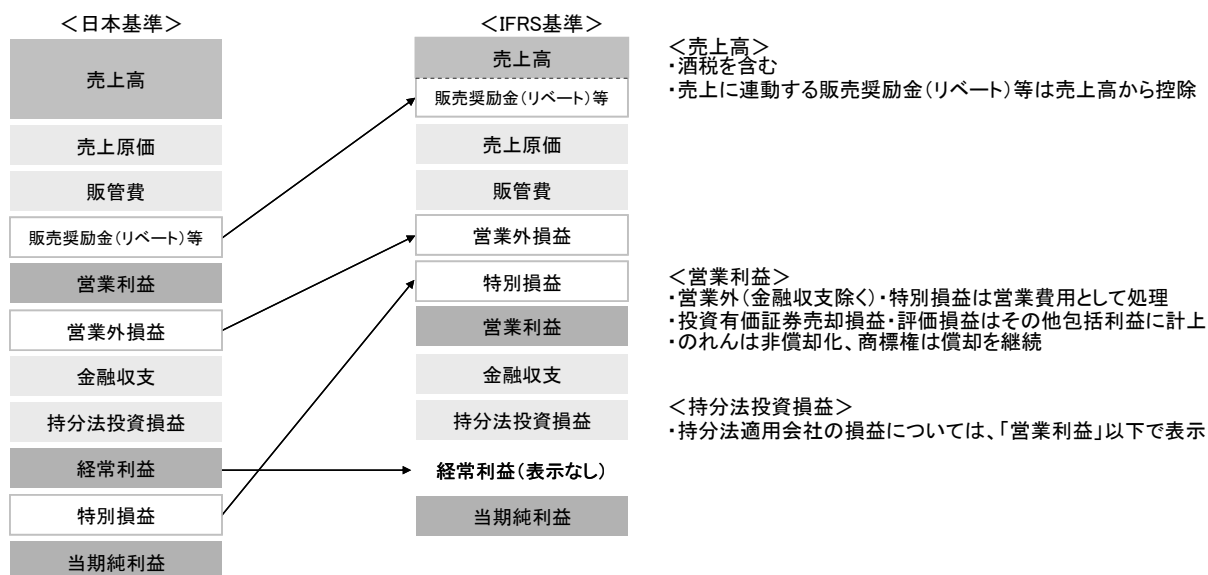 ＜日本基準＞
売上高
売上原価
販管費
販売奨励金(リベート)等
営業利益
営業外損益
金融収支
持分法投資損益
経常利益
特別損益
当期純利益
＜IFRS基準＞
売上高
販売奨励金(リベート)等
売上原価
販管費
営業外損益
特別損益
営業利益
金融収支
持分法投資損益
経常利益(表示なし)
当期純利益
＜売上高＞
・酒税を含む
・売上に連動する販売奨励金(リベート)等は売上高から控除
＜営業利益＞
・営業外(金融収支除く)・特別損益は営業費用として処理
・投資有価証券売却損益・評価損益はその他包括利益に計上
・のれんは非償却化、商標権は償却を継続
＜持分法投資損益＞
・持分法適用会社の損益については、「営業利益」以下で表示